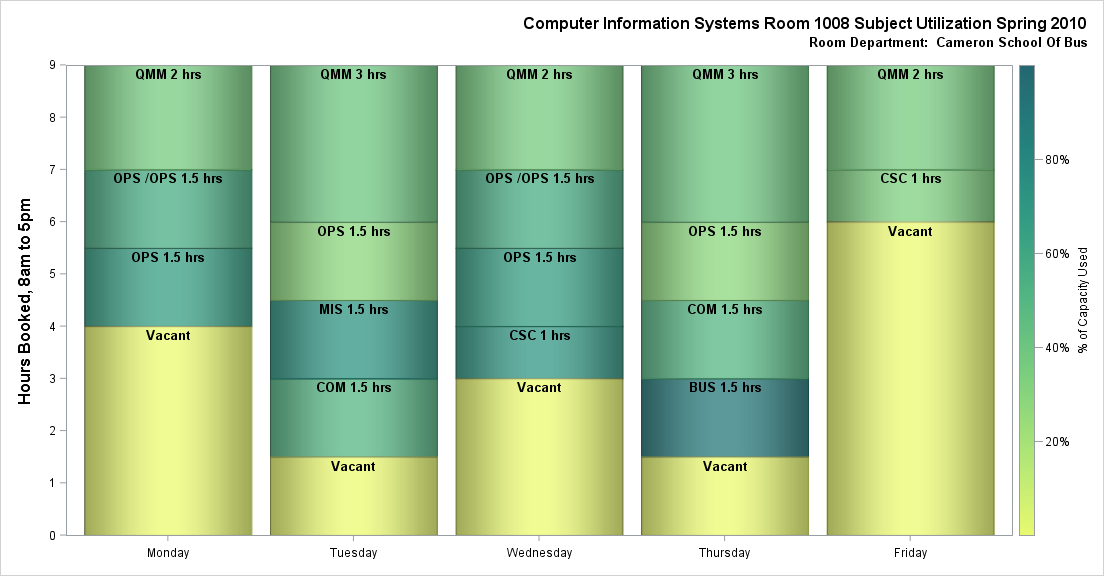 Computer Information Systems Room 1008 Subject Utilization Spring 2010
Room Department:  Cameron School Of Bus
Hours Booked, 8am to 5pm
9
8
7
6
5
4
3
2
1
0
QMM 2 hrs
OPS /OPS 1.5 hrs
OPS 1.5 hrs
Vacant
QMM 3 hrs
OPS 1.5 hrs
MIS 1.5 hrs
COM 1.5 hrs
Vacant
QMM 2 hrs
OPS /OPS 1.5 hrs
OPS 1.5 hrs
CSC 1 hrs
Vacant
QMM 3 hrs
OPS 1.5 hrs
COM 1.5 hrs
BUS 1.5 hrs
Vacant
QMM 2 hrs
CSC 1 hrs
Vacant
Monday
Tuesday
Wednesday
Thursday
Friday
80%
60%
40%
20%
% of Capacity Used